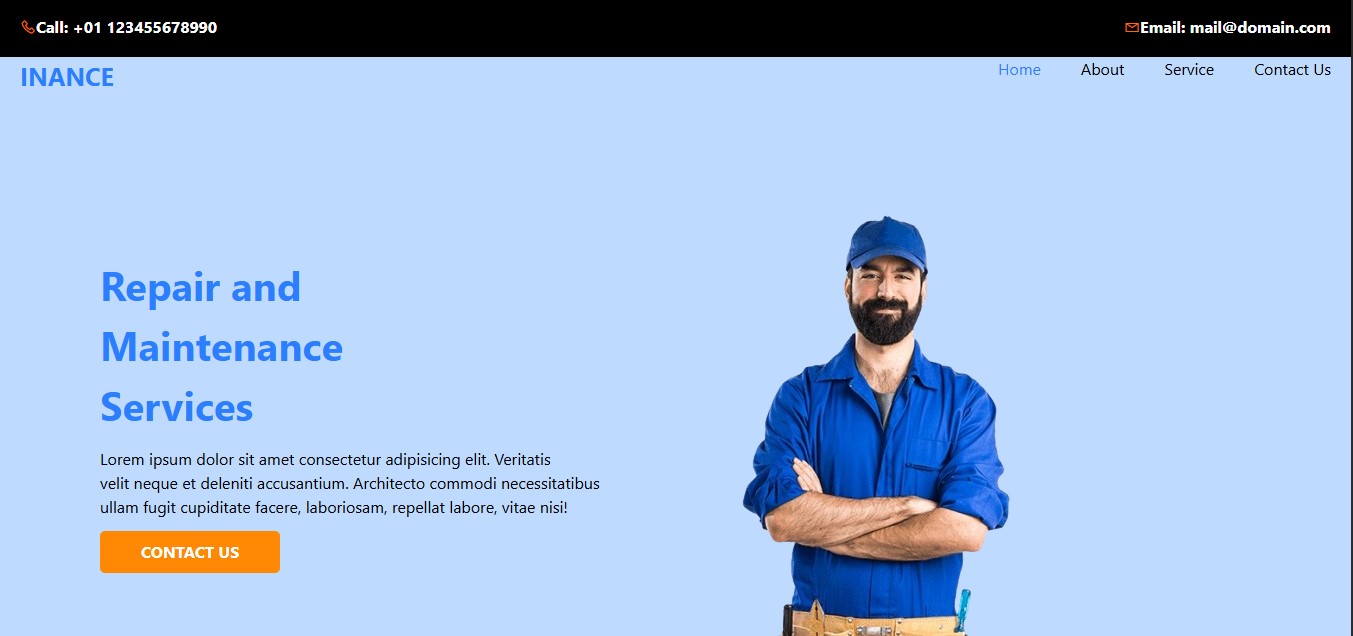 Call: +01 123455678990
Email: mail@domain.com
INANCE
Home
About
Service
Contact Us
Repair and
Maintenance
Services
Lorem ipsum dolor sit amet consectetur adipisicing elit. Veritatis
velit neque et deleniti accusantium. Architecto commodi necessitatibus
ullam fugit cupiditate facere, laboriosam, repellat labore, vitae nisi!
CONTACT US